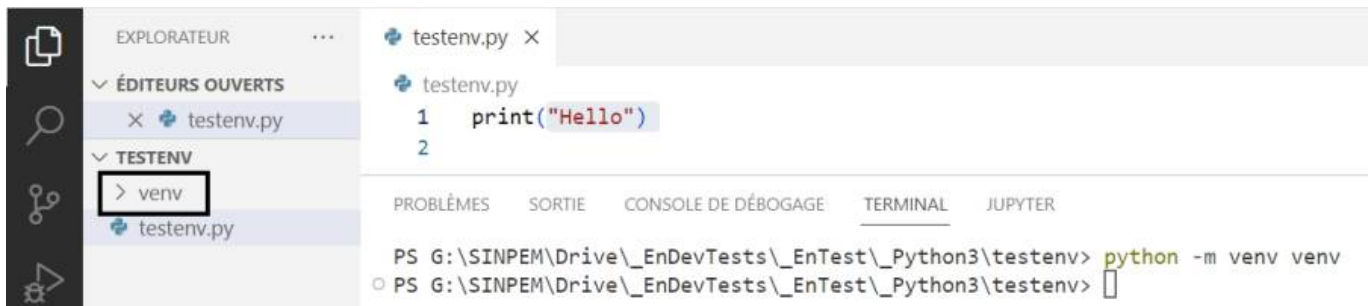 EXPLORATEUR ...
ÉDITEURS OUVERTS
testenv.py
TESTENV
venv
testenv.py
testenv.py
testenv.py
1 print("Hello")
2
PROBLÈMES SORTIE CONSOLE DE DÉBOGAGE TERMINAL JUPYTER
PS G:\SINPEM\Drive\_EnDevTests\_EnTest\_Python3\testenv> python -m venv venv
PS G:\SINPEM\Drive\_EnDevTests\_EnTest\_Python3\testenv>